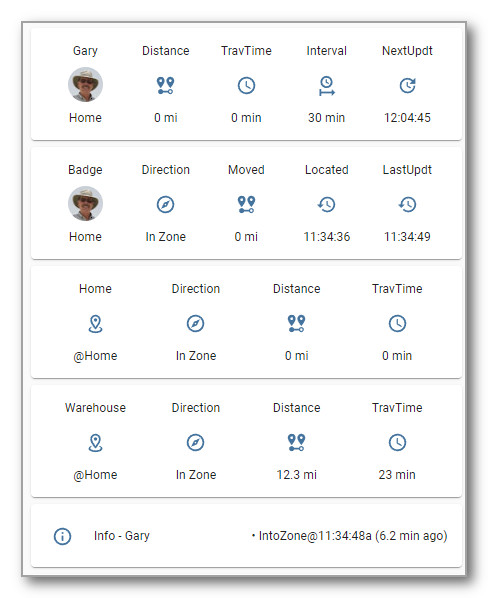 Gary Distance TravTime Interval NextUpdt
Home 0 mi 0 min 30 min 12:04:45
Badge Direction Moved Located LastUpdt
Home In Zone 0 mi 11:34:36 11:34:49
Home Direction Distance TravTime
@Home In Zone 0 mi 0 min
Warehouse Direction Distance TravTime
@Home In Zone 12.3 mi 23 min
Info - Gary • IntoZone@11:34:48a (6.2 min ago)